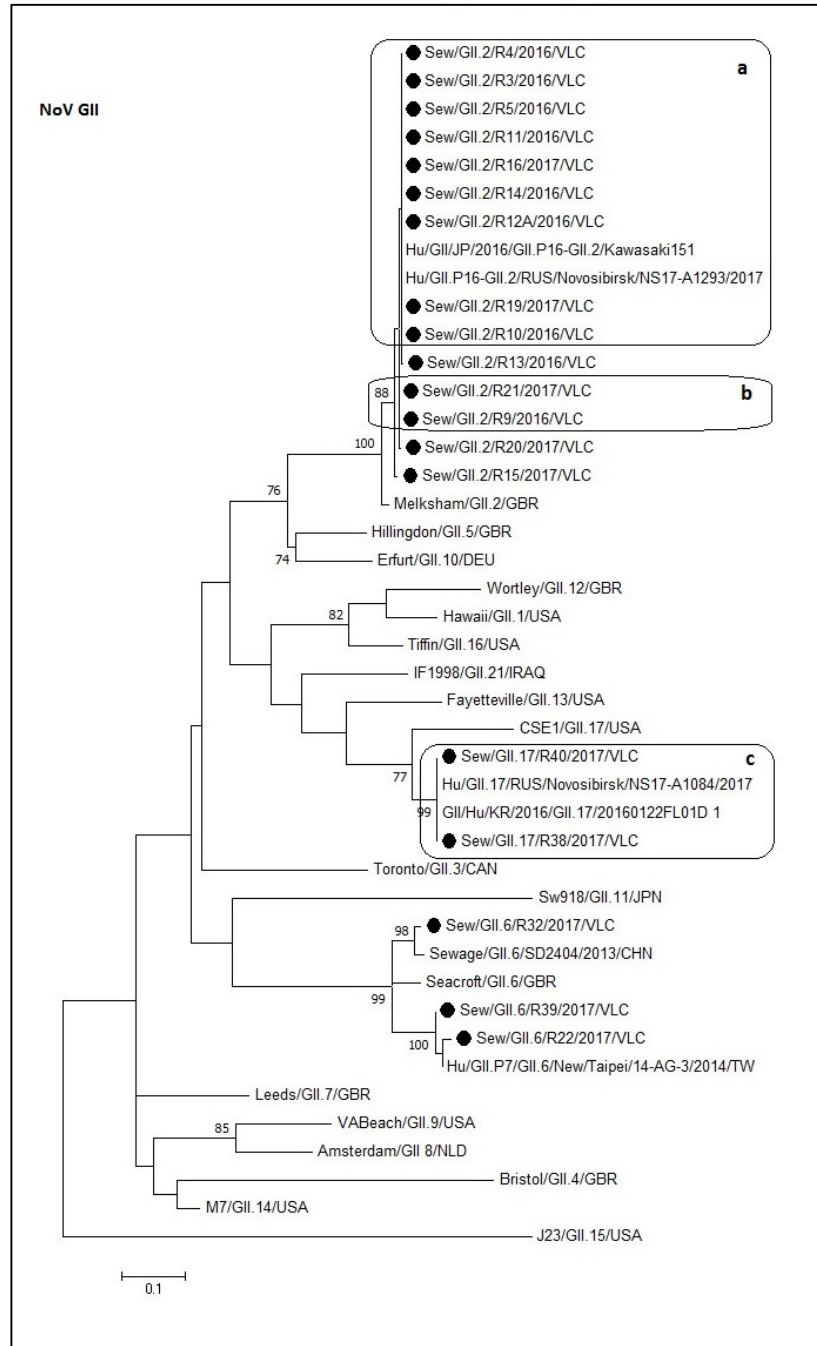 Sew/GII.2/R4/2016/VLC
a
Sew/GII.2/R3/2016/VLC
NoV GII
Sew/GII.2/R5/2016/VLC
Sew/GII.2/R11/2016/VLC
Sew/GII.2/R16/2017/VLC
Sew/GII.2/R14/2016/VLC
Sew/GII.2/R12A/2016/VLC
Hu/GII/JP/2016/GII.P16-GII.2/Kawasaki151
Hu/GII.P16-GII.2/RUS/Novosibirsk/NS17-A1293/2017
Sew/GII.2/R19/2017/VLC
Sew/GII.2/R10/2016/VLC
Sew/GII.2/R13/2016/VLC
88
Sew/GII.2/R21/2017/VLC
b
Sew/GII.2/R9/2016/VLC
100
Sew/GII.2/R20/2017/VLC
Sew/GII.2/R15/2017/VLC
76
Melksham/GII.2/GBR
Hillingdon/GII.5/GBR
74
Erfurt/GII.10/DEU
Wortley/GII.12/GBR
82
Hawaii/GII.1/USA
Tiffin/GII.16/USA
IF1998/GII.21/IRAQ
Fayetteville/GII.13/USA
CSE1/GII.17/USA
77
Sew/GII.17/R40/2017/VLC
c
Hu/GII.17/RUS/Novosibirsk/NS17-A1084/2017
99
GII/Hu/KR/2016/GII.17/20160122FL01D 1
Sew/GII.17/R38/2017/VLC
Toronto/GII.3/CAN
Sw918/GII.11/JPN
98
Sew/GII.6/R32/2017/VLC
Sewage/GII.6/SD2404/2013/CHN
Seacroft/GII.6/GBR
99
Sew/GII.6/R39/2017/VLC
100
Sew/GII.6/R22/2017/VLC
Hu/GII.P7/GII.6/New/Taipei/14-AG-3/2014/TW
Leeds/GII.7/GBR
85
VABeach/GII.9/USA
Amsterdam/GII 8/NLD
Bristol/GII.4/GBR
M7/GII.14/USA
J23/GII.15/USA
0.1